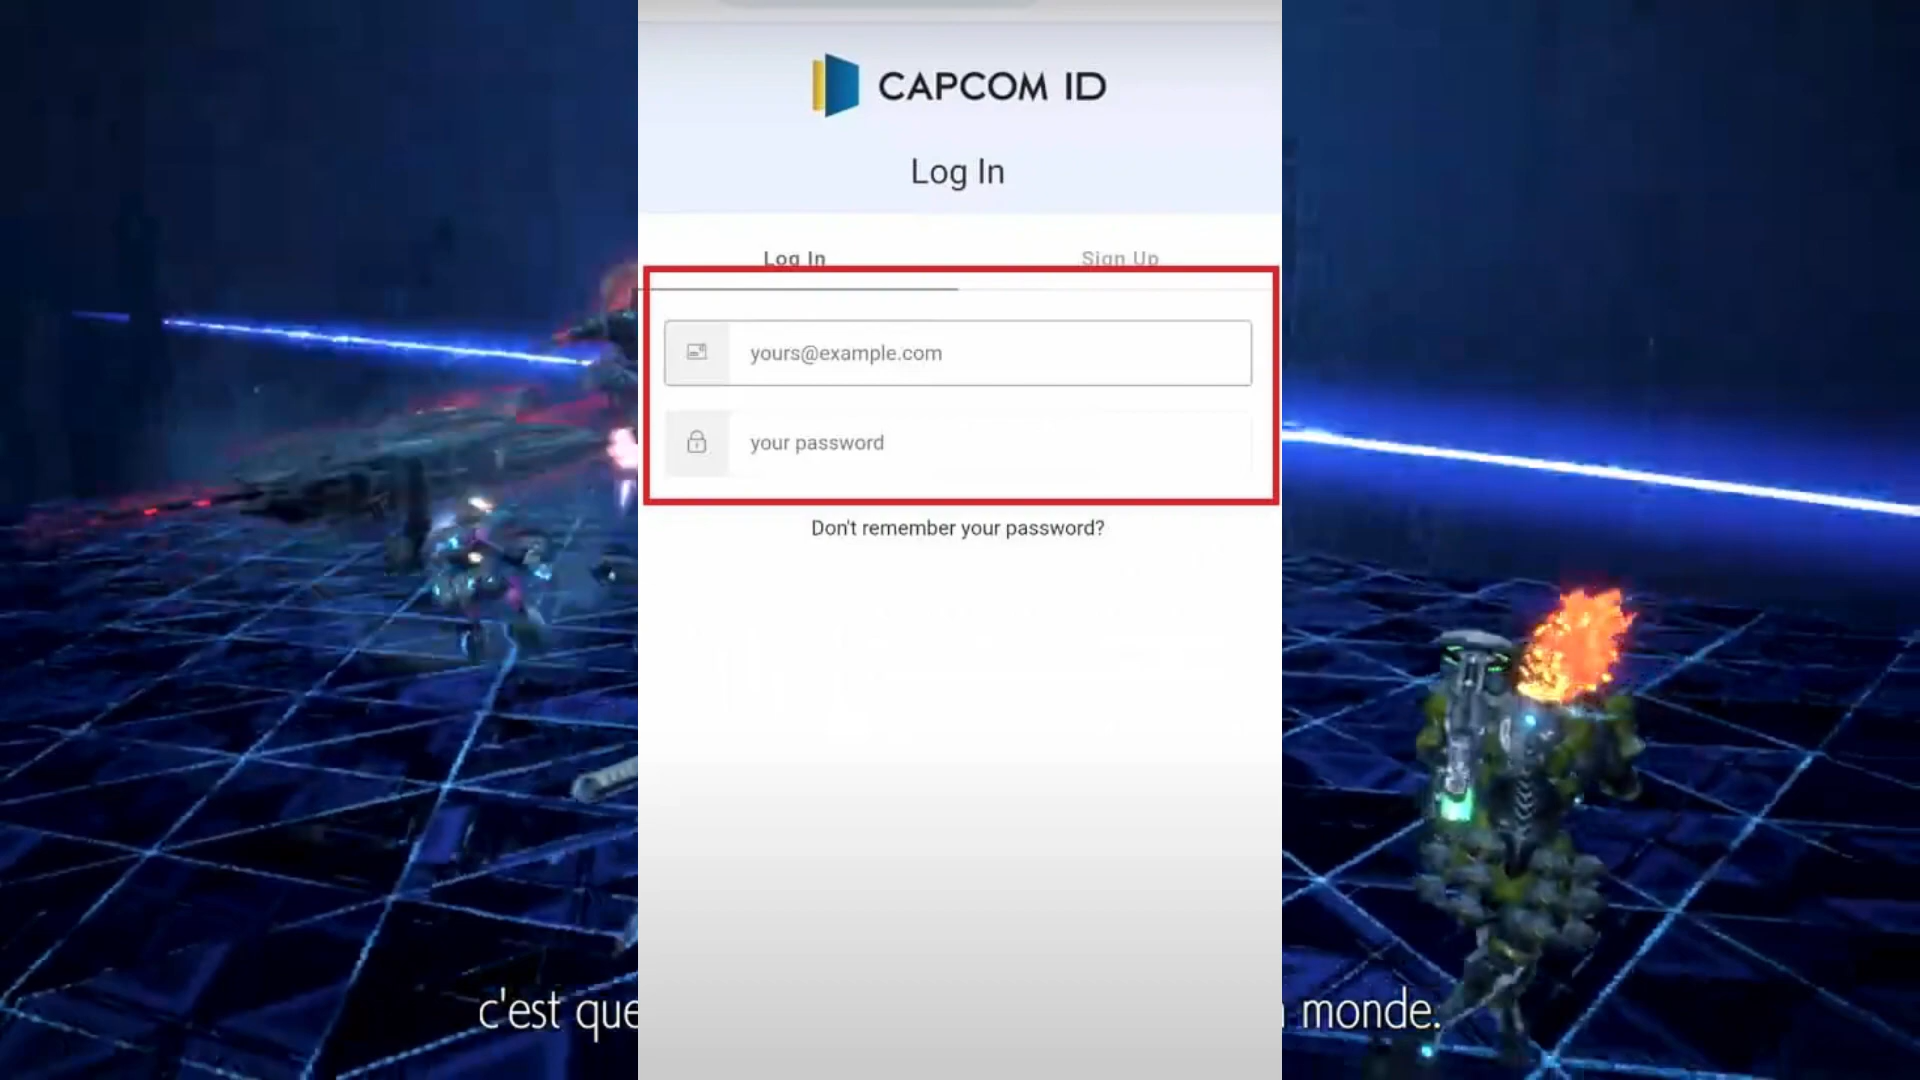 CAPCOM ID
Log In
Log In
Sign Up
yours@example.com
your password
Don't remember your password?
c'est que
monde.